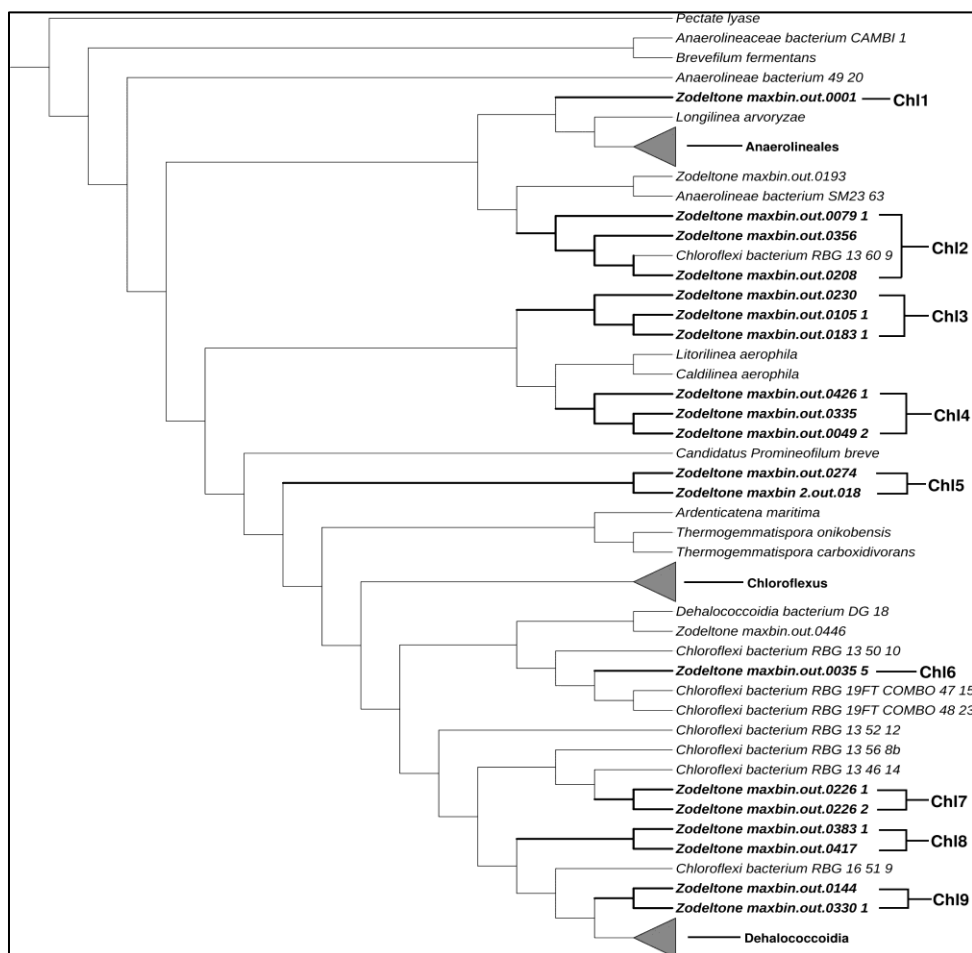 Pectate lyase
Anaerolineaceae bacterium CAMBI 1
Brevefilum fermentans
Anaerolineae bacterium 49 20
Zodeltone maxbin.out.0001 Chl1
Longilinea arvoryzae
Anaerolineales
Zodeltone maxbin.out.0193
Anaerolineae bacterium SM23 63
Zodeltone maxbin.out.0079 1
Zodeltone maxbin.out.0356
Chl2
Chloroflexi bacterium RBG 13 60 9
Zodeltone maxbin.out.0208
Zodeltone maxbin.out.0230
Zodeltone maxbin.out.0105 1 Chl3
Zodeltone maxbin.out.0183 1
Litorilinea aerophila
Caldilinea aerophila
Zodeltone maxbin.out.0426 1
Zodeltone maxbin.out.0335 Chl4
Zodeltone maxbin.out.0049 2
Candidatus Promineofilum breve
Zodeltone maxbin.out.0274
Chl5
Zodeltone maxbin 2.out.018
Ardenticatena maritima
Thermogemmatispora onikobensis
Thermogemmatispora carboxidivorans
Chloroflexus
Dehalococcoidia bacterium DG 18
Zodeltone maxbin.out.0446
Chloroflexi bacterium RBG 13 50 10
Zodeltone maxbin.out.0035 5 Chl6
Chloroflexi bacterium RBG 19FT COMBO 47 15
Chloroflexi bacterium RBG 19FT COMBO 48 23
Chloroflexi bacterium RBG 13 52 12
Chloroflexi bacterium RBG 13 56 8b
Chloroflexi bacterium RBG 13 46 14
Zodeltone maxbin.out.0226 1
Chl7
Zodeltone maxbin.out.0226 2
Zodeltone maxbin.out.0383 1
Chl8
Zodeltone maxbin.out.0417
Chloroflexi bacterium RBG 16 51 9
Zodeltone maxbin.out.0144
Chl9
Zodeltone maxbin.out.0330 1
Dehalococcoidia